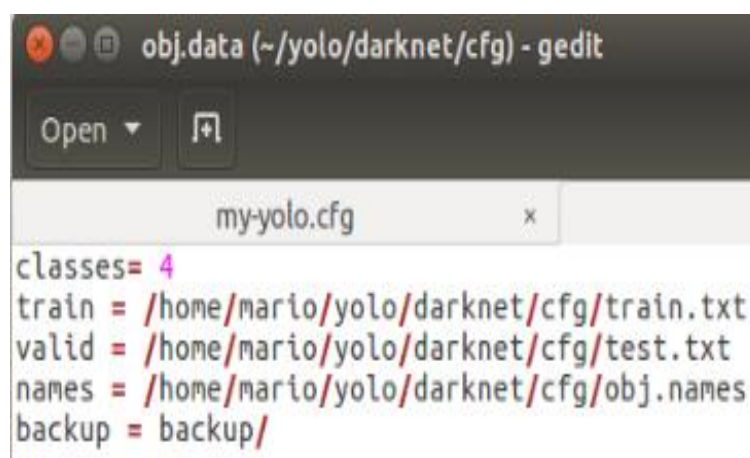 obj.data (~/yolo/darknet/cfg) - gedit
Open
my-yolo.cfg ×
classes= 4
train = /home/mario/yolo/darknet/cfg/train.txt
valid = /home/mario/yolo/darknet/cfg/test.txt
names = /home/mario/yolo/darknet/cfg/obj.names
backup = backup/